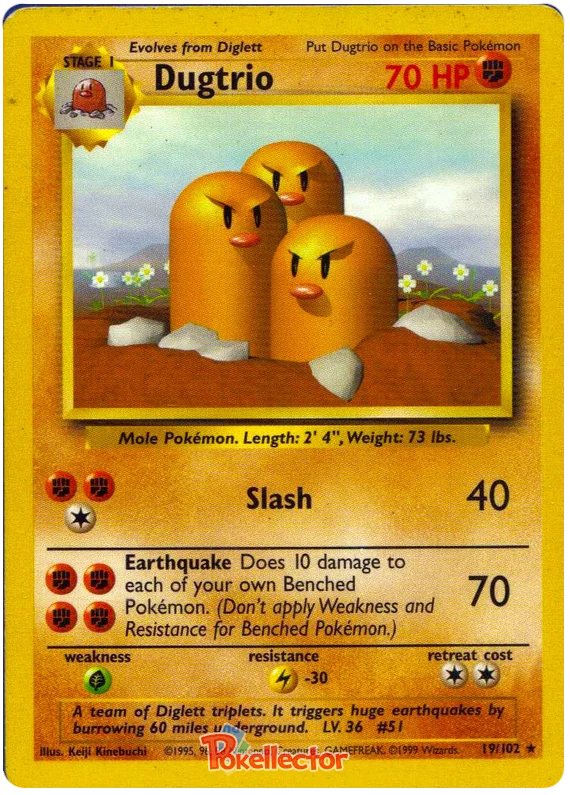 Evolves from Diglett Put Dugtrio on the Basic Pokémon
STAGE 1
Dugtrio 70 HP
Mole Pokémon. Length: 2' 4", Weight: 73 lbs.
Slash 40
Earthquake Does 10 damage to
each of your own Benched
Pokémon. (Don't apply Weakness and
Resistance for Benched Pokémon.)
70
weakness resistance retreat cost
-30
A team of Diglett triplets. It triggers huge earthquakes by
burrowing 60 miles underground. LV. 36 #51
Illus. Keiji Kinebuchi ©1995, 96, GAMEFREAK. ©1999 Wizards. 19/102 ★
Pokellector